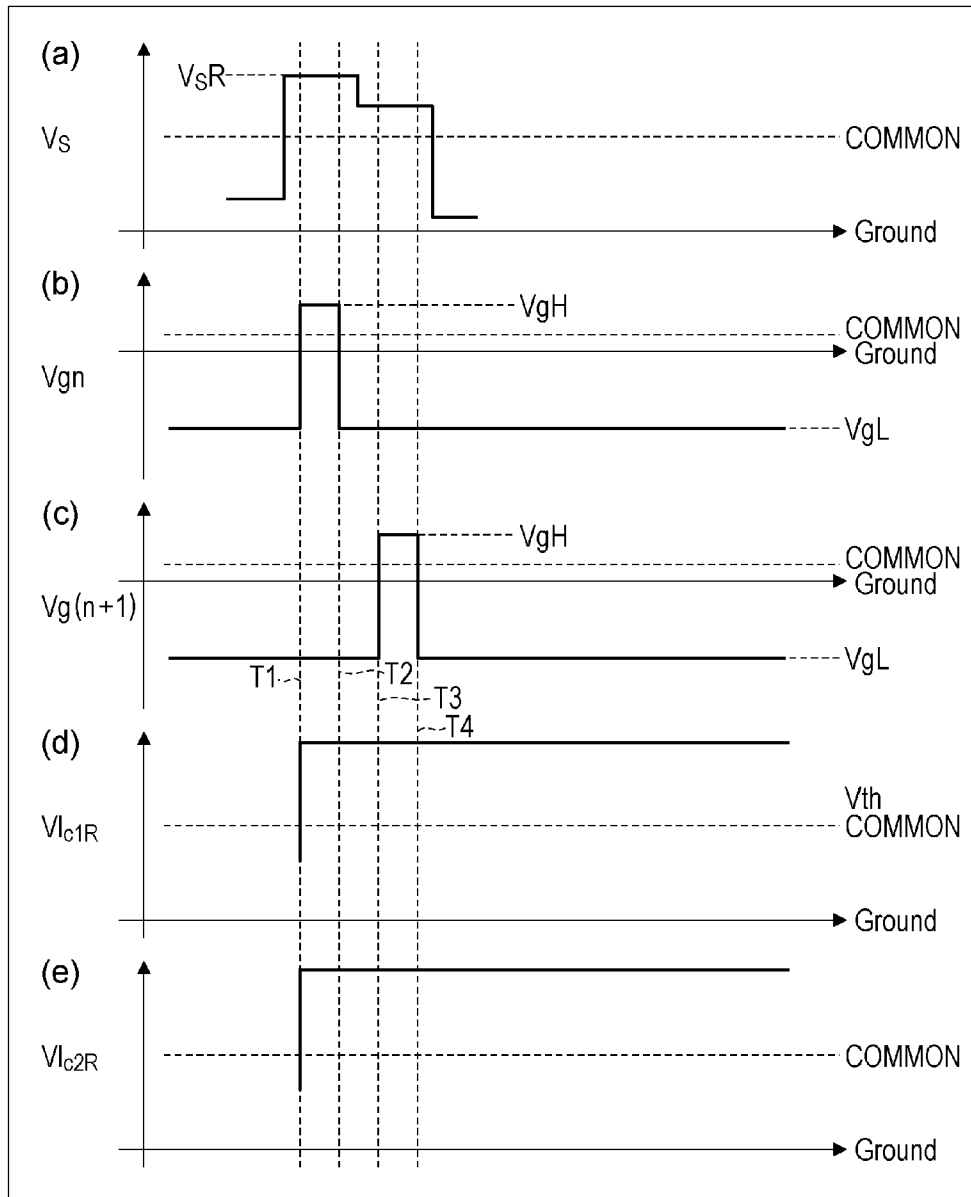 (a)
VSR
VS
COMMON
Ground
(b)
VgH
COMMON
Ground
Vgn
VgL
(c)
VgH
COMMON
Ground
Vg(n+1)
VgL
T1
T2
T3
T4
(d)
Vth
VIc1R
COMMON
Ground
(e)
VIc2R
COMMON
Ground